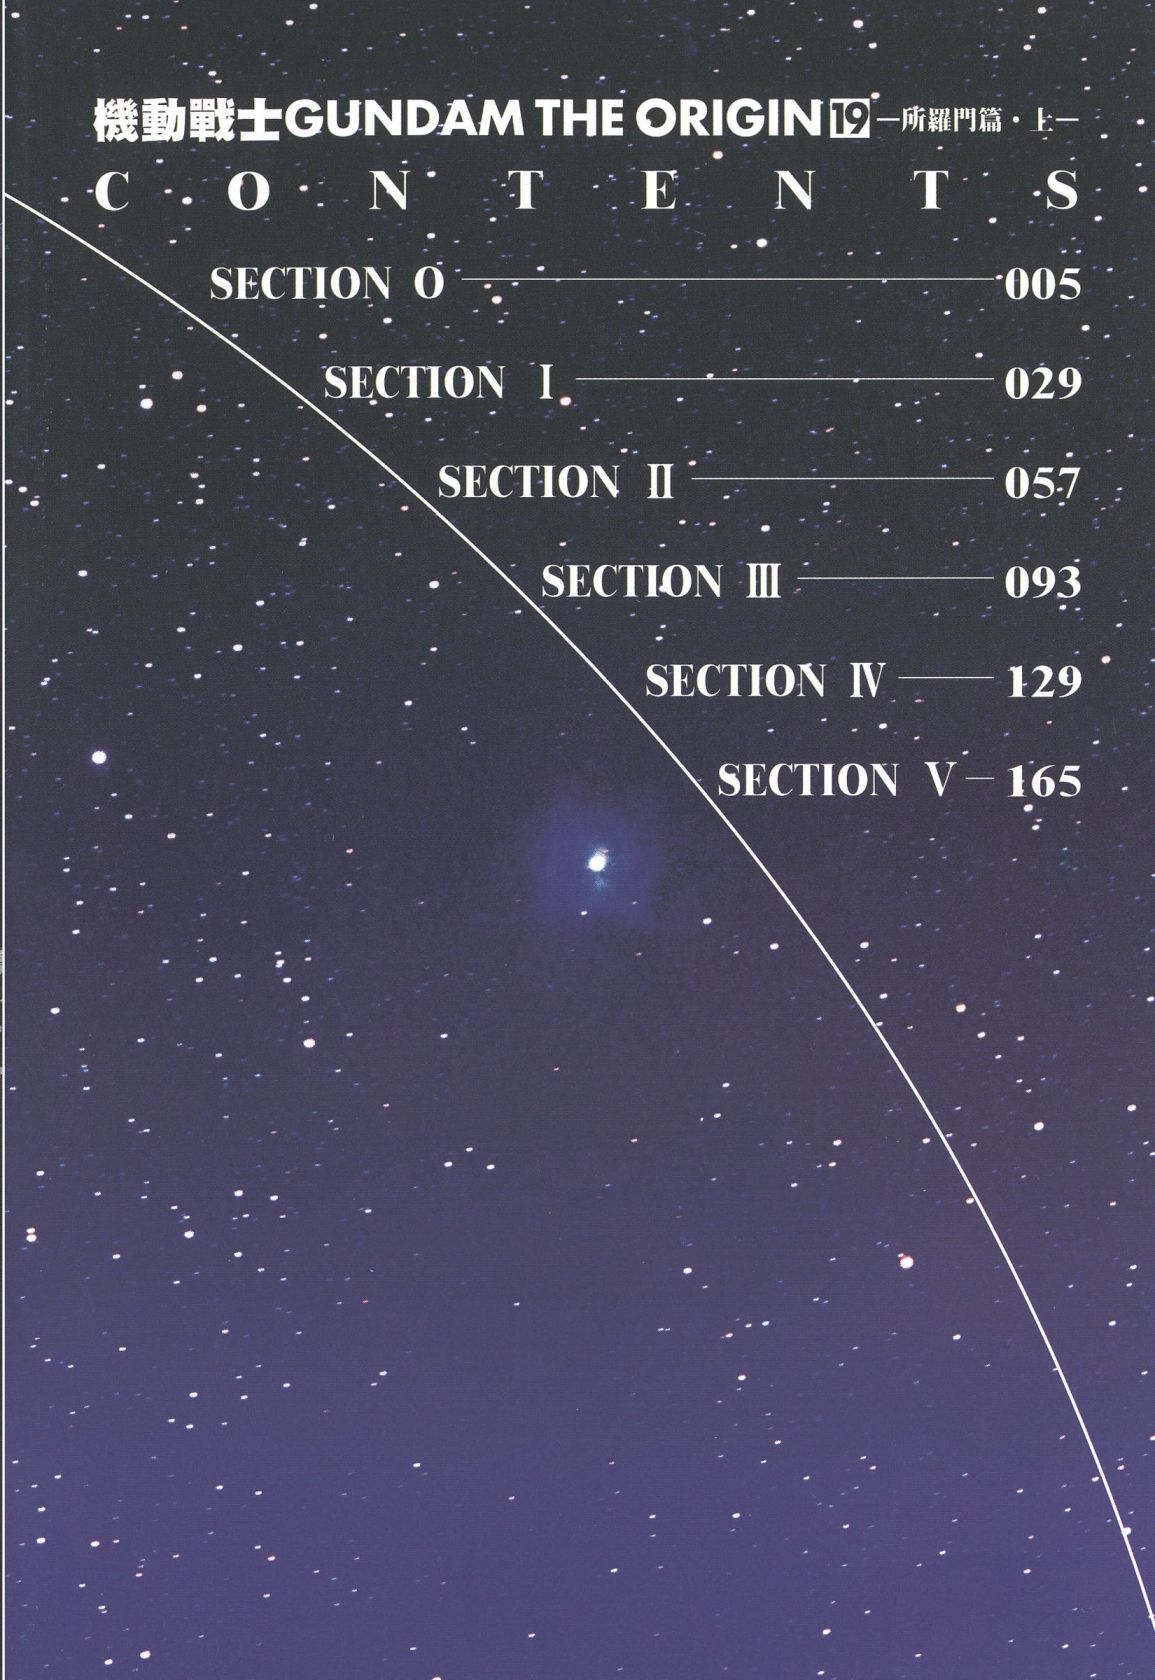 機動戰士GUNDAM THE ORIGIN 19 —所羅門篇・上—
CONTENTS
SECTION 0 005
SECTION I 029
SECTION II 057
SECTION III 093
SECTION IV 129
SECTION V 165